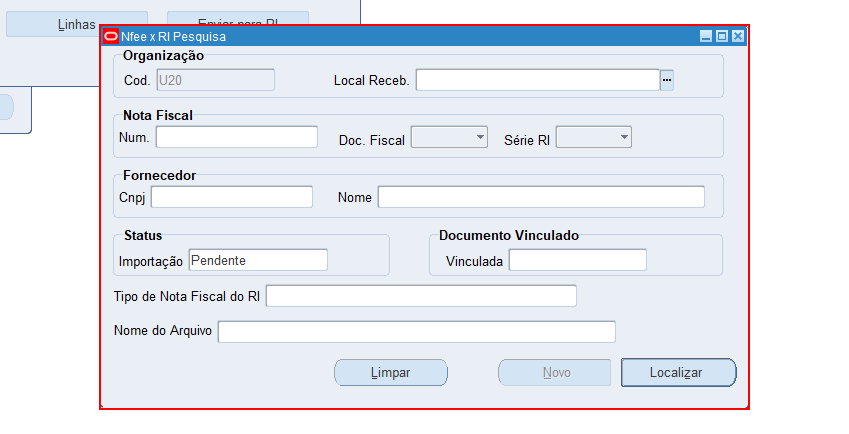 Linhas
Enviar para RI
Nfee x RI Pesquisa
Organização
Cod. U20 Local Receb. ...
Nota Fiscal
Num. Doc. Fiscal Série RI
Fornecedor
Cnpj Nome
Status Documento Vinculado
Importação Pendente Vinculada
Tipo de Nota Fiscal do RI
Nome do Arquivo
Limpar Novo Localizar